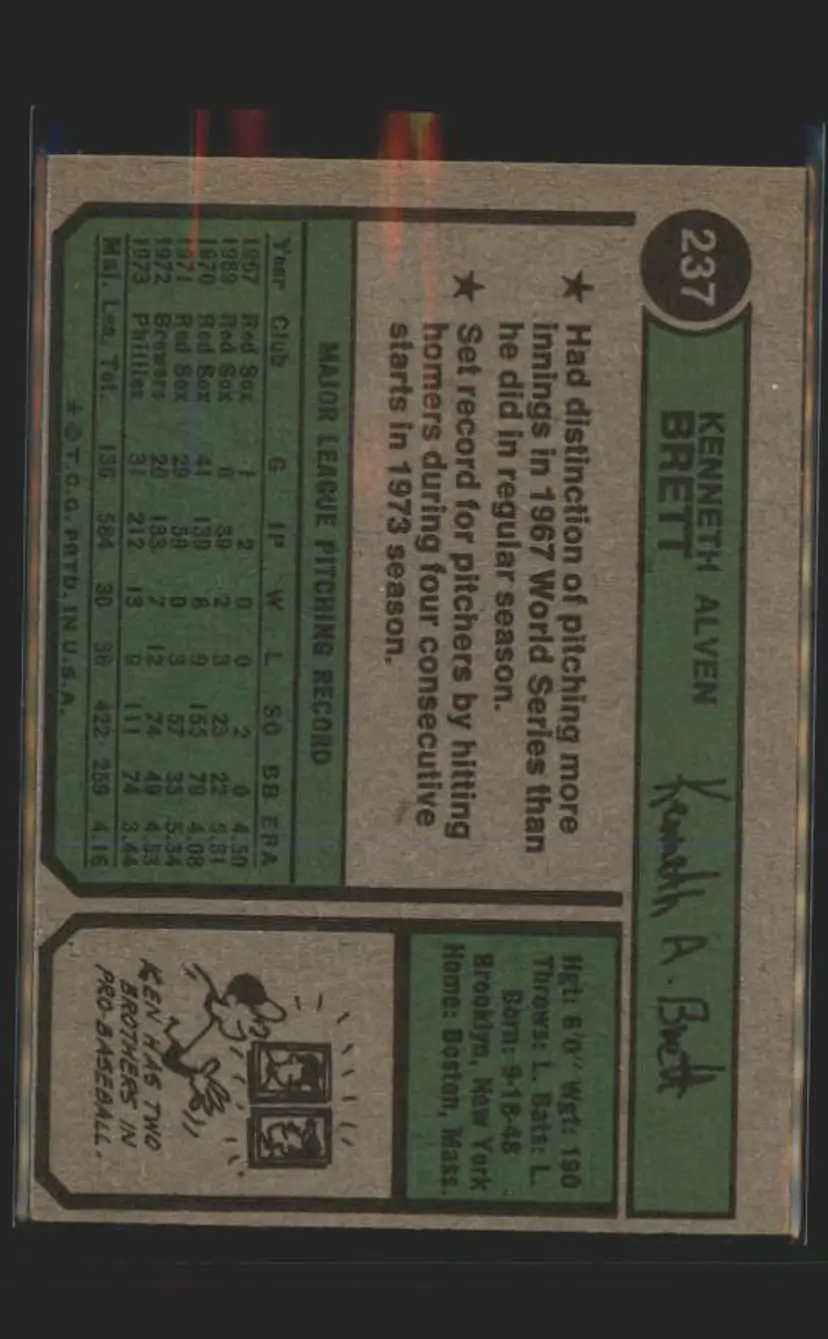 237
KENNETH ALVEN
BRETT
Kenneth A. Brett
★ Had distinction of pitching more
innings in 1967 World Series than
he did in regular season.
★ Set record for pitchers by hitting
homers during four consecutive
starts in 1973 season.
Hgt: 6'0" Wgt: 190
Throws: L. Bats: L.
Born: 9-18-48
Brooklyn, New York
Home: Boston, Mass.
MAJOR LEAGUE PITCHING RECORD
Year Club G IP W L SO BB ERA
1967 Red Sox 1 2 0 0 2 0 4.50
1969 Red Sox 8 39 2 3 23 22 5.31
1970 Red Sox 41 139 8 9 155 79 4.08
1971 Red Sox 29 59 0 3 57 35 5.34
1972 Brewers 26 133 7 12 74 49 4.53
1973 Phillies 31 212 13 9 111 74 3.44
Maj. Lea. Tot. 136 584 30 36 422 259 4.16
* © T.C.G. PRTD. IN U.S.A.
KEN HAS TWO
BROTHERS IN
PRO BASEBALL.